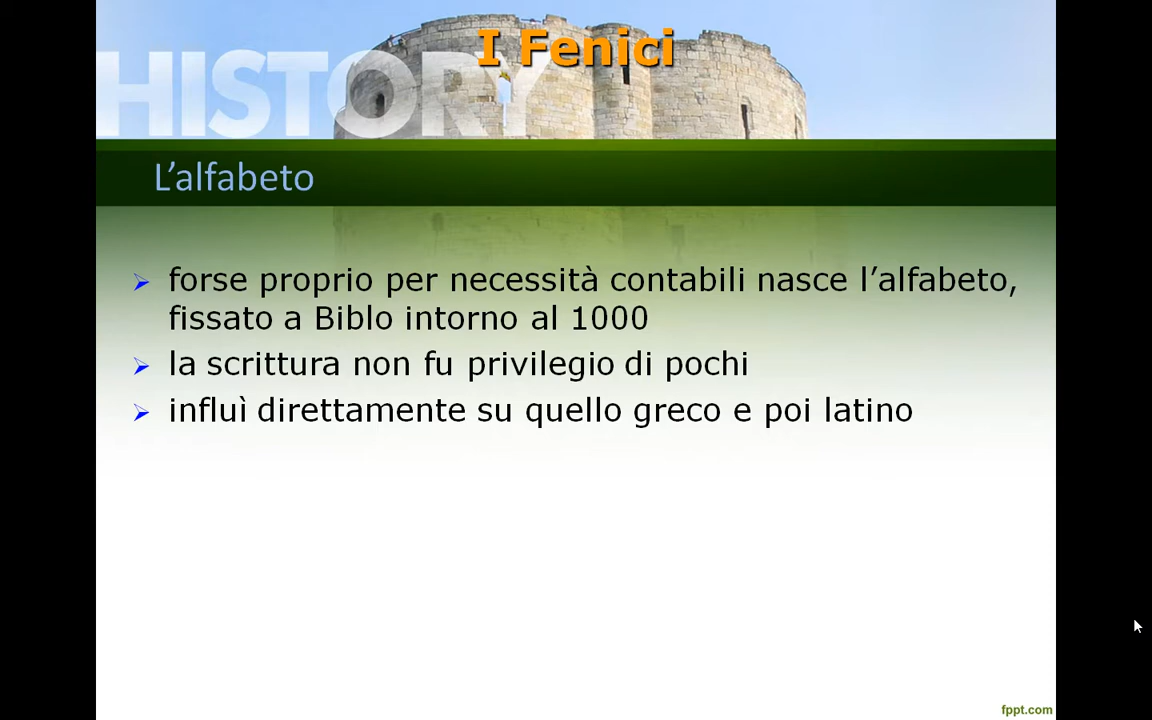 HISTORY
I Fenici
L’alfabeto
forse proprio per necessità contabili nasce l’alfabeto,
fissato a Biblo intorno al 1000
la scrittura non fu privilegio di pochi
influì direttamente su quello greco e poi latino
fppt.com